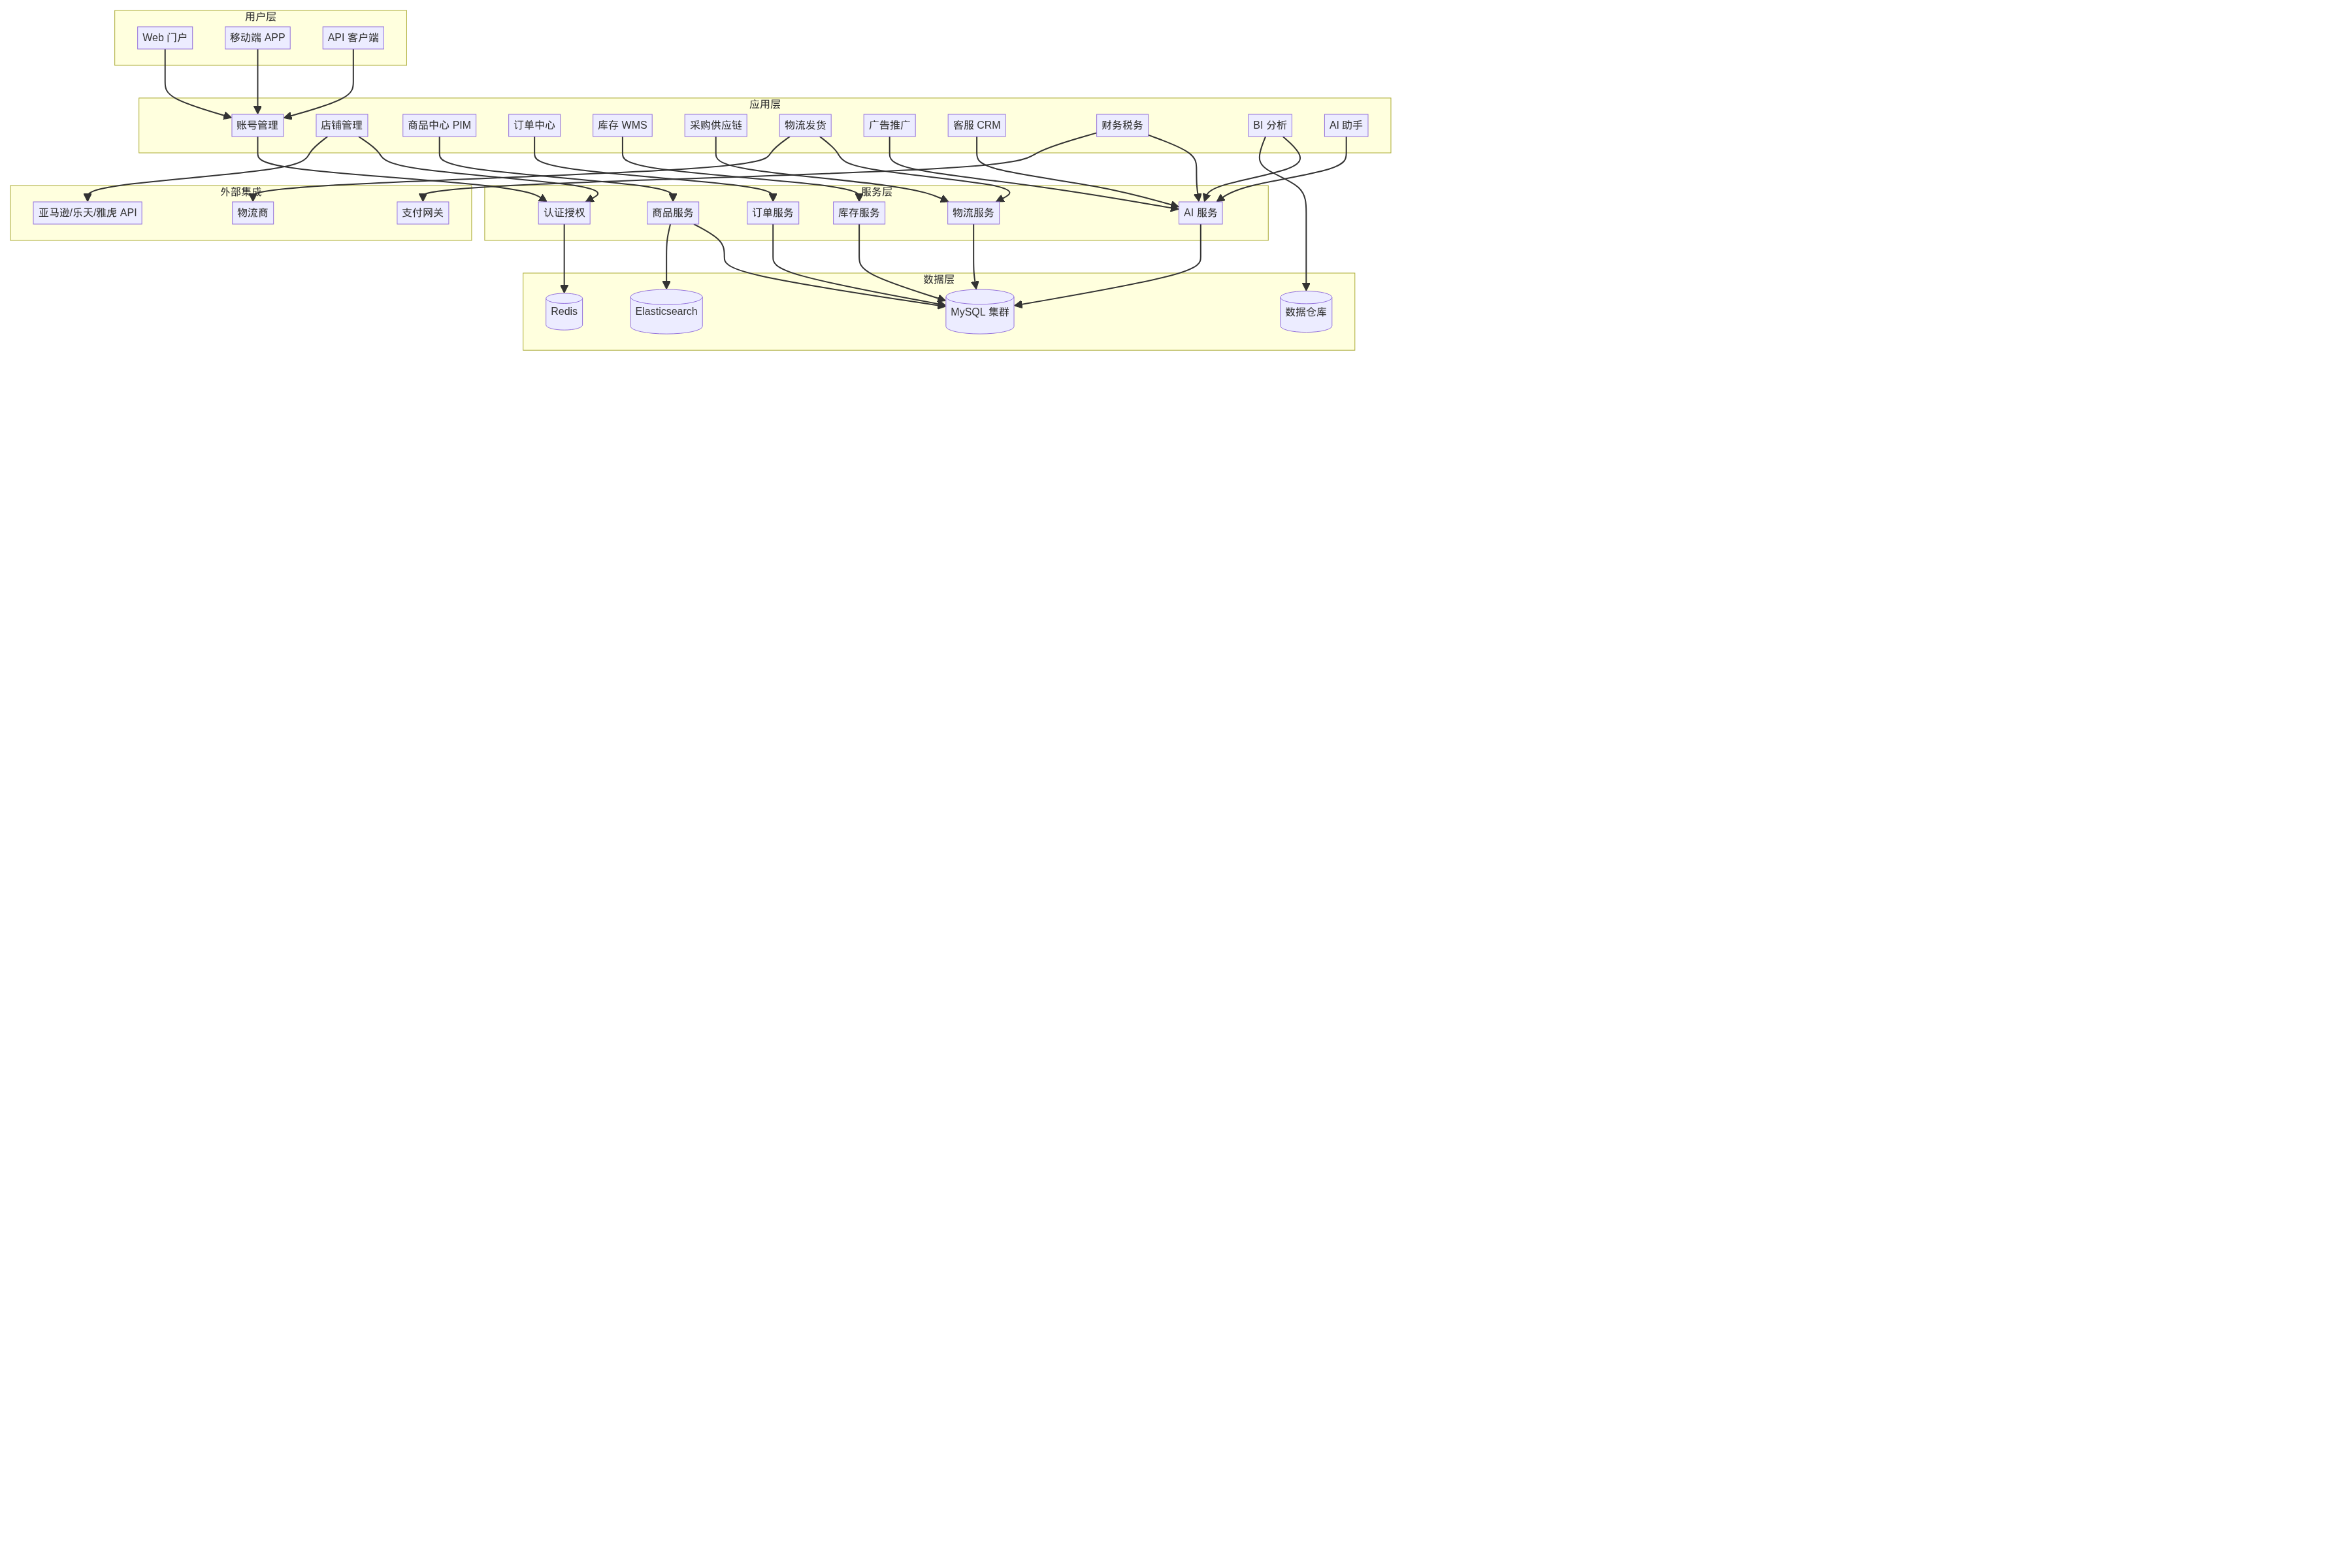 用户层
Web 门户
移动端 APP
API 客户端
应用层
账号管理
店铺管理
商品中心 PIM
订单中心
库存 WMS
采购供应链
物流发货
广告推广
客服 CRM
财务税务
BI 分析
AI 助手
外部集成
亚马逊/乐天/雅虎 API
物流商
支付网关
服务层
认证授权
商品服务
订单服务
库存服务
物流服务
AI 服务
数据层
Redis
Elasticsearch
MySQL 集群
数据仓库